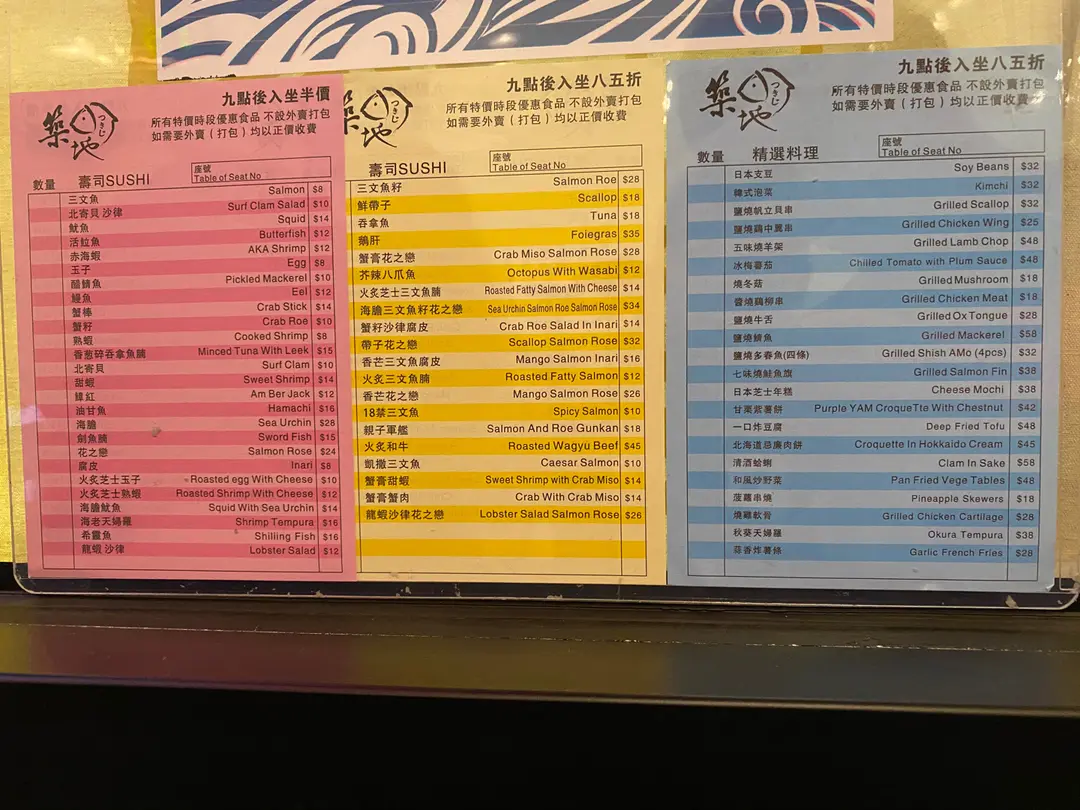 九點後入坐半價
所有特價時段優惠食品 不設外賣打包
如需要外賣 ( 打包 ) 均以正價收費
築地 つきじ
數量 壽司SUSHI 座號 Table of Seat No
三文魚 Salmon $8
北寄貝 沙律 Surf Clam Salad $10
魷魚 Squid $14
活𩶘魚 Butterfish $12
赤海蝦 AKA Shrimp $12
玉子 Egg $8
醋鯖魚 Pickled Mackerel $10
鰻魚 Eel $12
蟹棒 Crab Stick $14
蟹籽 Crab Roe $10
熟蝦 Cooked Shrimp $8
香葱碎吞拿魚腩 Minced Tuna With Leek $15
北寄貝 Surf Clam $10
甜蝦 Sweet Shrimp $14
鱆紅 Am Ber Jack $12
油甘魚 Hamachi $16
海膽 Sea Urchin $28
劍魚腩 Sword Fish $15
花之戀 Salmon Rose $24
腐皮 Inari $8
火炙芝士玉子 Roasted egg With Cheese $10
火炙芝士熟蝦 Roasted Shrimp With Cheese $12
海膽魷魚 Squid With Sea Urchin $14
海老天婦羅 Shrimp Tempura $16
希靈魚 Shilling Fish $16
龍蝦 沙律 Lobster Salad $12
九點後入坐八五折
所有特價時段優惠食品 不設外賣打包
如需要外賣 ( 打包 ) 均以正價收費
築地 つきじ
壽司SUSHI 座號 Table of Seat No
三文魚籽 Salmon Roe $28
鮮帶子 Scallop $18
吞拿魚 Tuna $18
鵝肝 Foiegras $35
蟹膏花之戀 Crab Miso Salmon Rose $28
芥辣八爪魚 Octopus With Wasabi $12
火炙芝士三文魚腩 Roasted Fatty Salmon With Cheese $14
海膽三文魚籽花之戀 Sea Urchin Salmon Roe Salmon Rose $34
蟹籽沙律腐皮 Crab Roe Salad In Inari $14
帶子花之戀 Scallop Salmon Rose $32
香芒三文魚腐皮 Mango Salmon Inari $16
火炙三文魚腩 Roasted Fatty Salmon $12
香芒花之戀 Mango Salmon Rose $26
18禁三文魚 Spicy Salmon $10
親子軍艦 Salmon And Roe Gunkan $18
火炙和牛 Roasted Wagyu Beef $45
凱撒三文魚 Caesar Salmon $10
蟹膏甜蝦 Sweet Shrimp with Crab Miso $14
蟹膏蟹肉 Crab With Crab Miso $14
龍蝦沙律花之戀 Lobster Salad Salmon Rose $26
九點後入坐八五折
所有特價時段優惠食品 不設外賣打包
如需要外賣 ( 打包 ) 均以正價收費
築地 つきじ
數量 精選料理 座號 Table of Seat No
日本支豆 Soy Beans $32
韓式泡菜 Kimchi $32
鹽燒帆立貝串 Grilled Scallop $32
鹽燒鷄中翼串 Grilled Chicken Wing $25
五味燒羊架 Grilled Lamb Chop $48
冰梅蕃茄 Chilled Tomato with Plum Sauce $48
燒冬菇 Grilled Mushroom $18
醬燒鷄柳串 Grilled Chicken Meat $18
鹽燒牛舌 Grilled Ox Tongue $28
鹽燒鯖魚 Grilled Mackerel $58
鹽燒多春魚(四條) Grilled Shish AMo (4pcs) $32
七味燒鮭魚旗 Grilled Salmon Fin $38
日本芝士年糕 Cheese Mochi $38
甘栗紫薯餅 Purple YAM CroqueTte With Chestnut $42
一口炸豆腐 Deep Fried Tofu $48
北海道忌廉肉餅 Croquette In Hokkaido Cream $45
清酒蛤蜊 Clam In Sake $58
和風炒野菜 Pan Fried Vege Tables $48
菠蘿串燒 Pineapple Skewers $18
燒雞軟骨 Grilled Chicken Cartilage $28
秋葵天婦羅 Okura Tempura $38
蒜香炸薯條 Garlic French Fries $28